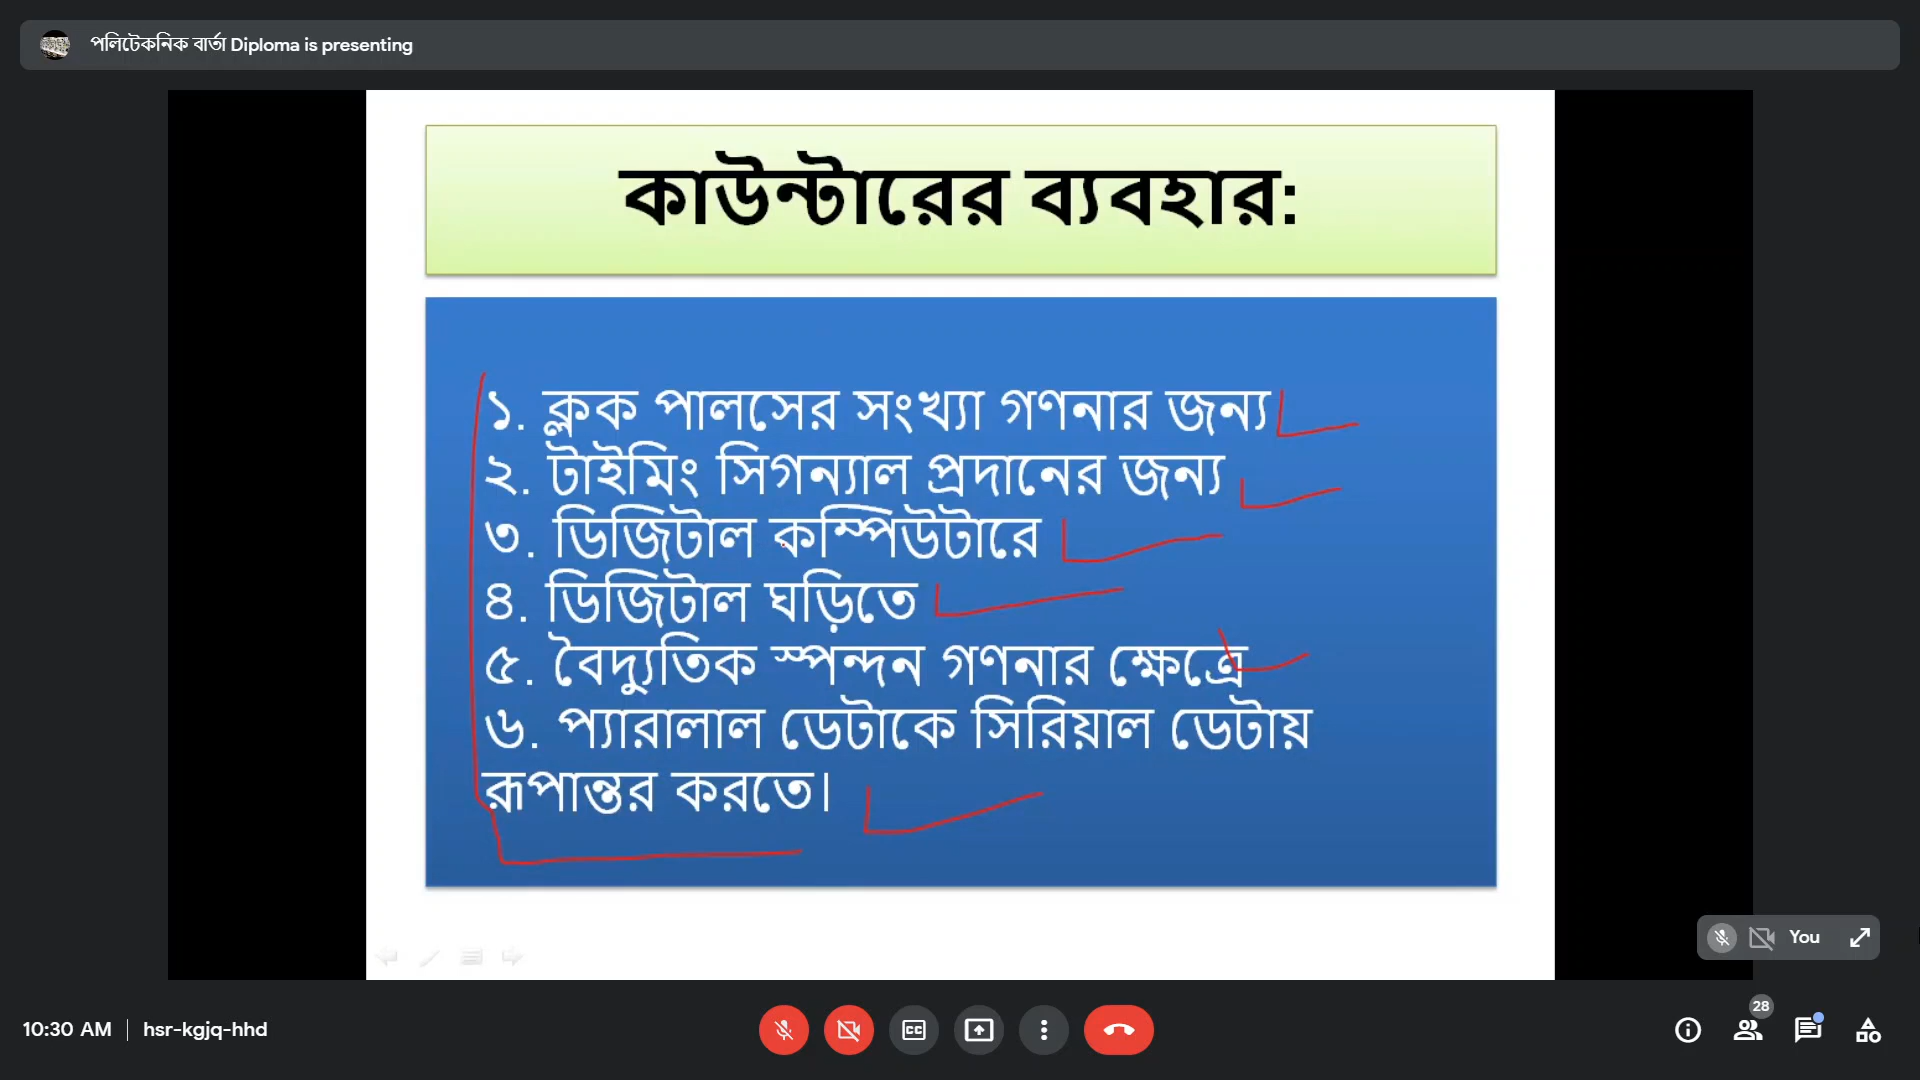 পলিটেকনিক বার্তা Diploma is presenting
কাউন্টারের ব্যবহার:
১. ক্লক পালসের সংখ্যা গণনার জন্য
২. টাইমিং সিগন্যাল প্রদানের জন্য
৩. ডিজিটাল কম্পিউটারে
৪. ডিজিটাল ঘড়িতে
৫. বৈদ্যুতিক স্পন্দন গণনার ক্ষেত্রে
৬. প্যারালাল ডেটাকে সিরিয়াল ডেটায়
রূপান্তর করতে।
You
10:30 AM | hsr-kgjq-hhd
CC
28